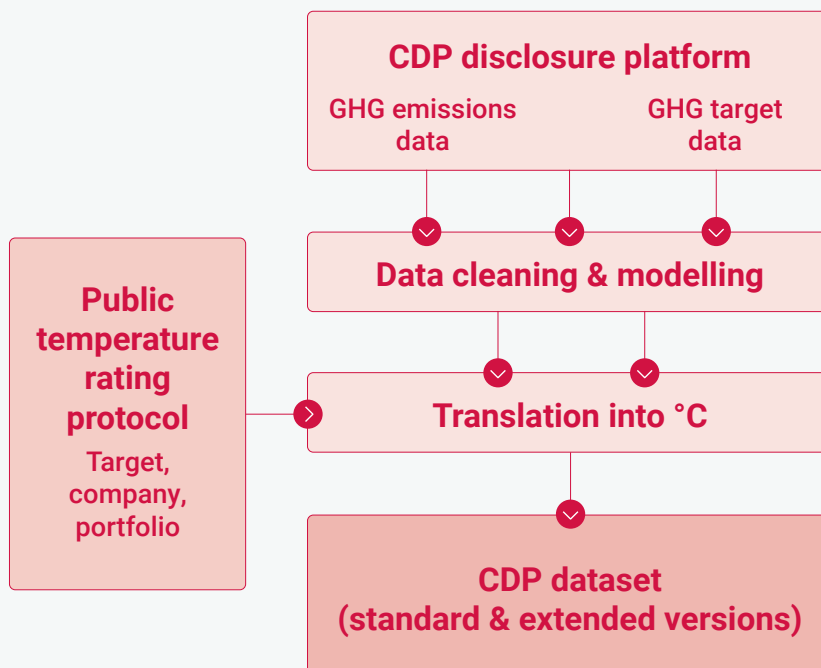 CDP disclosure platform
GHG emissions
data
GHG target
data
Data cleaning & modelling
Public
temperature
rating
protocol
Target,
company,
portfolio
Translation into °C
CDP dataset
(standard & extended versions)